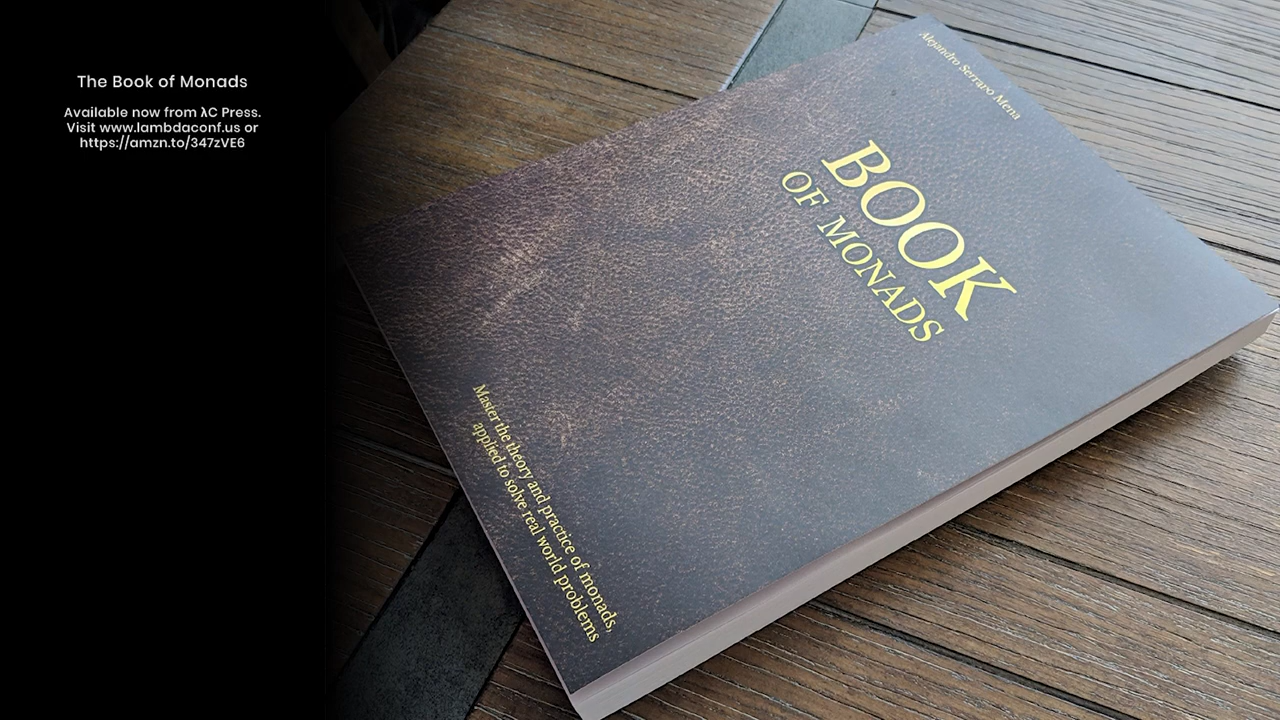 The Book of Monads
Available now from λC Press.
Visit www.lambdaconf.us or
https://amzn.to/347zVE6
Alejandro Serrano Mena
BOOK
OF MONADS
Master the theory and practice of monads,
applied to solve real world problems